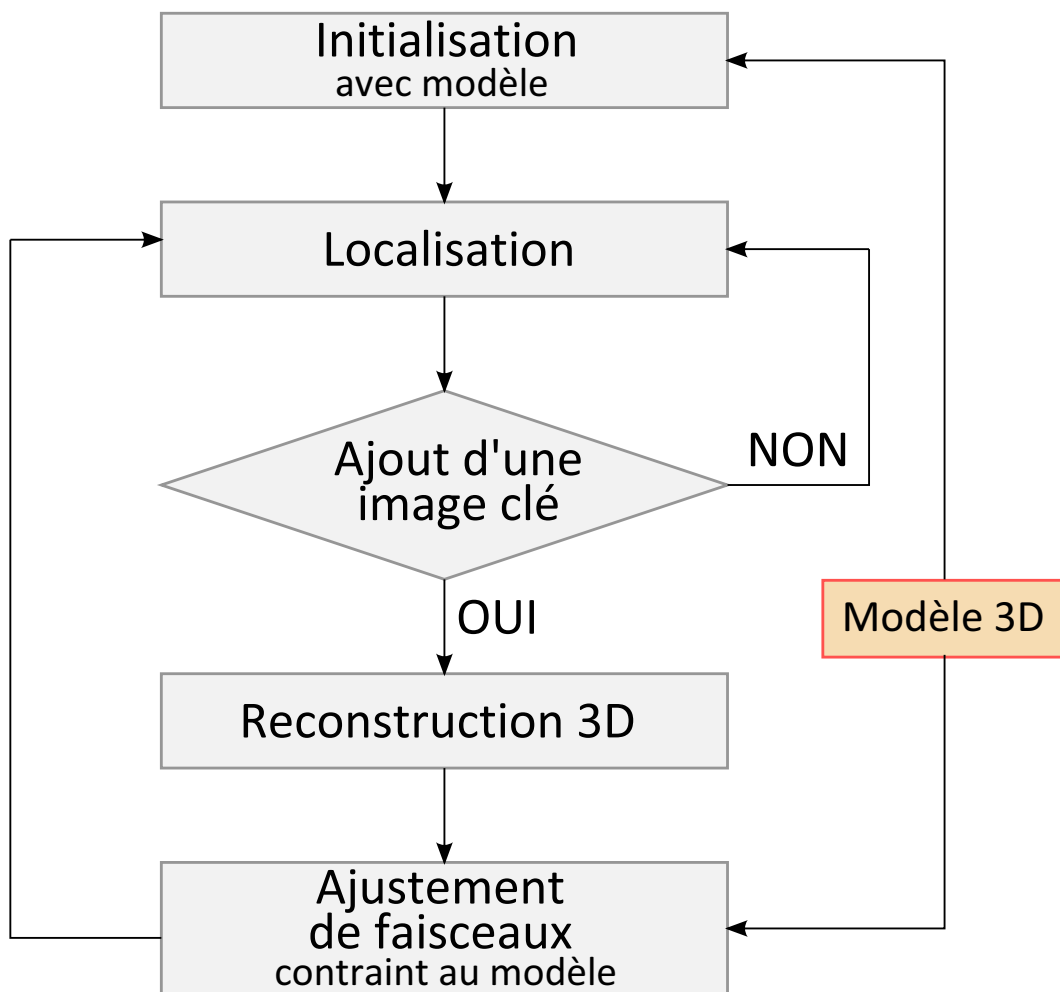 Initialisation
avec modèle
Localisation
Ajout d'une
image clé
NON
OUI
Modèle 3D
Reconstruction 3D
Ajustement
de faisceaux
contraint au modèle